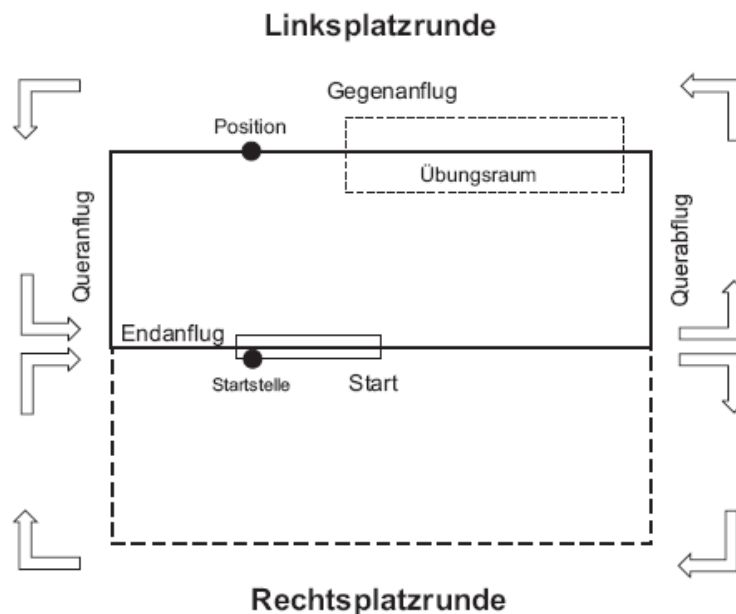 Linksplatzrunde
Gegenanflug
Position
Übungsraum
Queranflug
Querabflug
Endanflug
Startstelle
Start
Rechtsplatzrunde